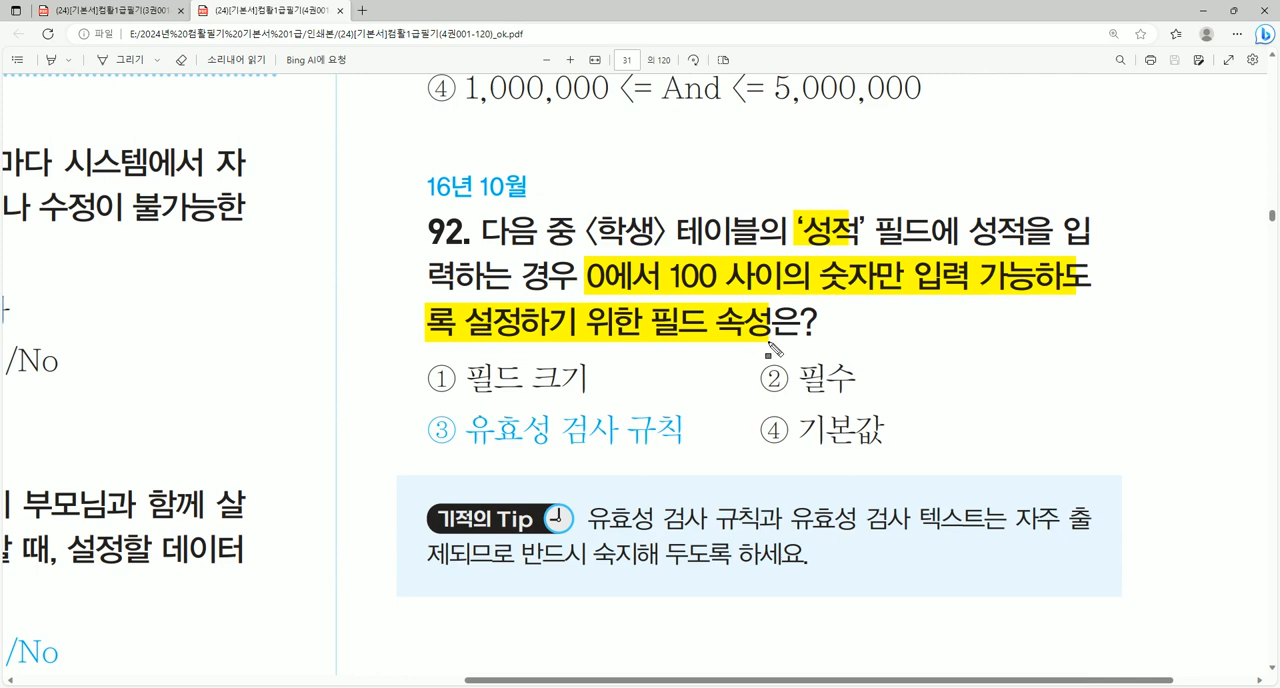 (24)[기본서]컴활1급필기(3권001
(24)[기본서]컴활1급필기(4권001
파일 E:/2024년%20컴활필기%20기본서%201급/인쇄본/(24)[기본서]컴활1급필기(4권001-120)_ok.pdf
그리기 소리내어 읽기 Bing AI에 요청 31 의 120
④ 1,000,000 <= And <= 5,000,000
마다 시스템에서 자
나 수정이 불가능한
/No
부모님과 함께 살
때, 설정할 데이터
/No
16년 10월
92. 다음 중 〈학생〉 테이블의 ‘성적’ 필드에 성적을 입
력하는 경우 0에서 100 사이의 숫자만 입력 가능하도
록 설정하기 위한 필드 속성은?
① 필드 크기 ② 필수
③ 유효성 검사 규칙 ④ 기본값
기적의 Tip 유효성 검사 규칙과 유효성 검사 텍스트는 자주 출
제되므로 반드시 숙지해 두도록 하세요.